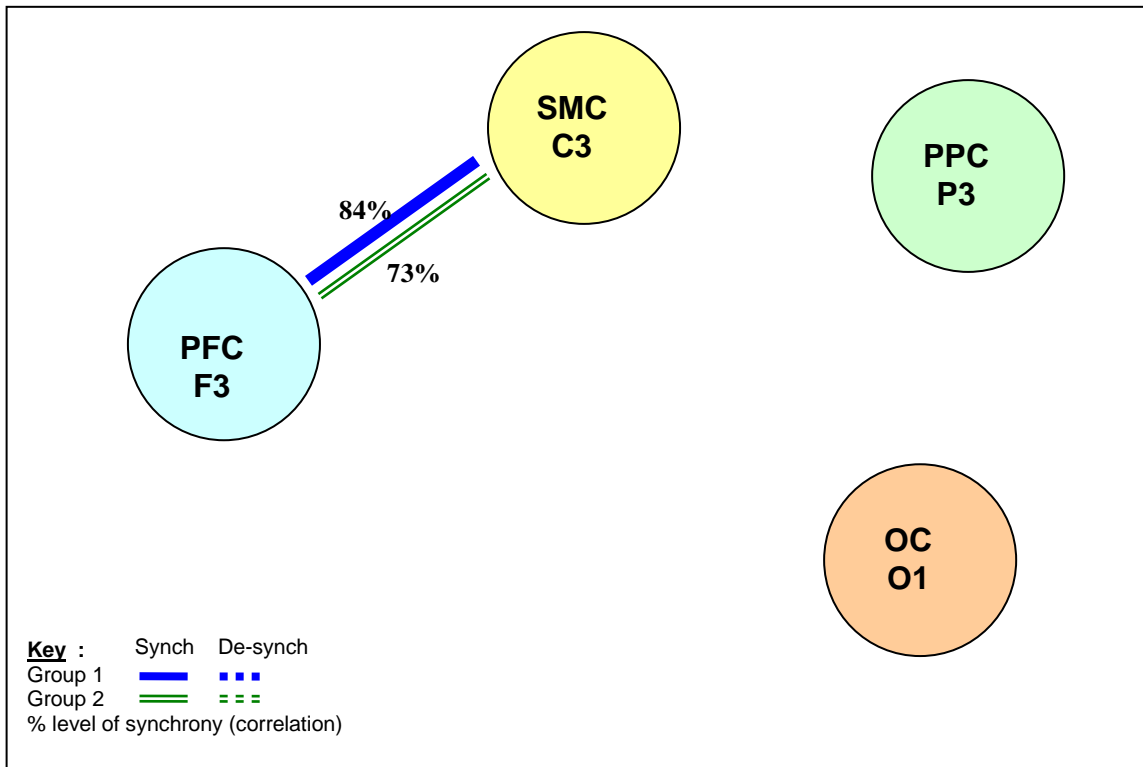 SMC
C3
PPC
P3
84%
73%
PFC
F3
OC
O1
Key : Synch De-synch
Group 1
Group 2
% level of synchrony (correlation)